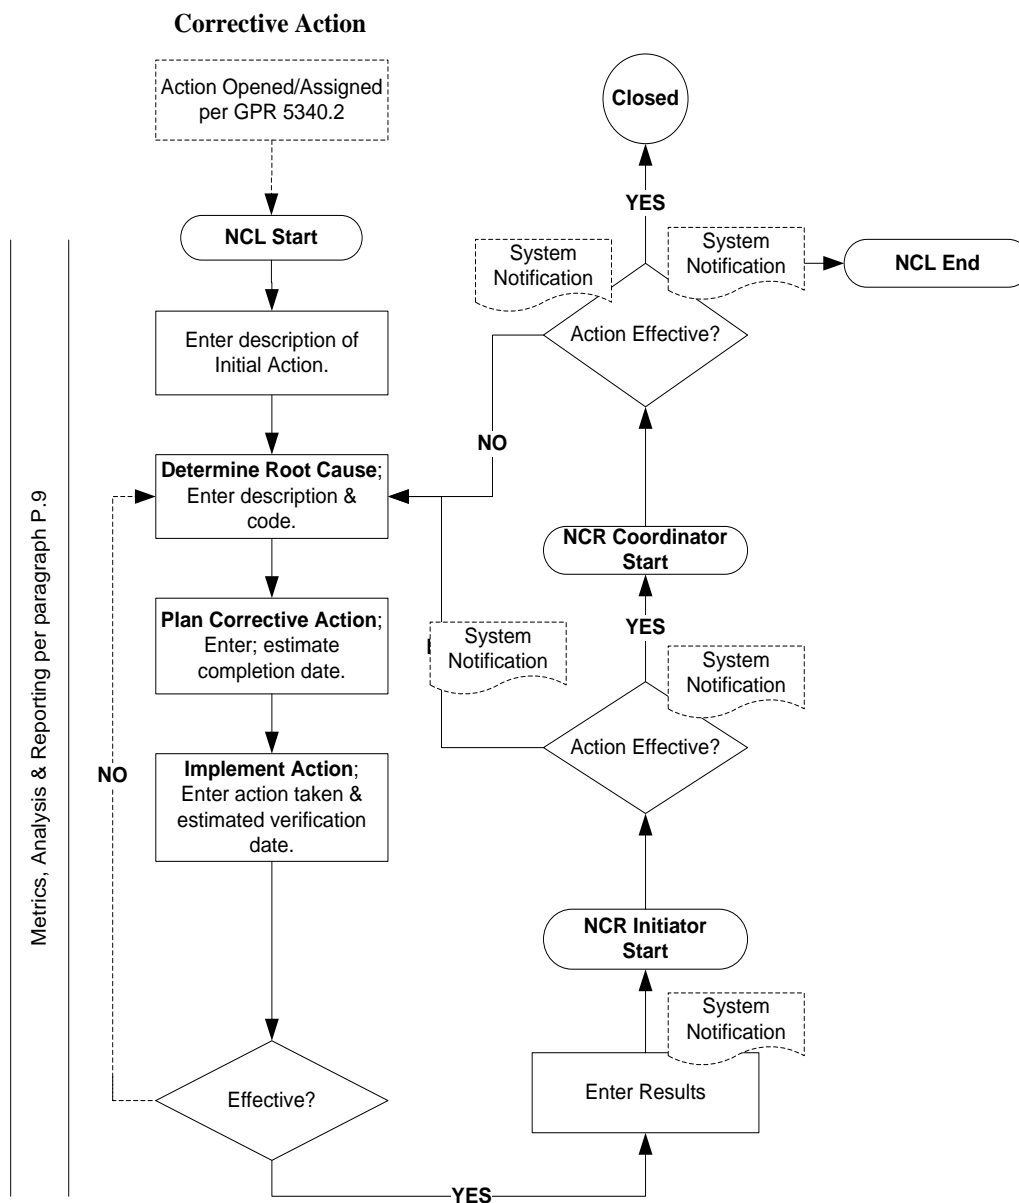 Corrective Action
Action Opened/Assigned
per GPR 5340.2
NCL Start
Enter description of
Initial Action.
Determine Root Cause;
Enter description &
code.
Plan Corrective Action;
Enter; estimate
completion date.
Implement Action;
Enter action taken &
estimated verification
date.
Effective?
NO
YES
Metrics, Analysis & Reporting per paragraph P.9
Closed
YES
System
Notification
System
Notification
NCL End
Action Effective?
NO
NCR Coordinator
Start
YES
System
Notification
System
Notification
Action Effective?
NCR Initiator
Start
System
Notification
Enter Results